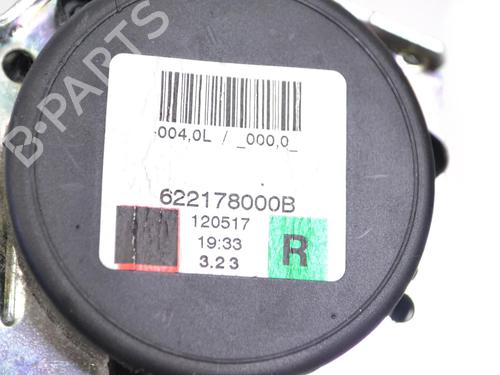 B-PARTS
004,0L / _000,0_
622178000B
120517
19:33
3.23
R